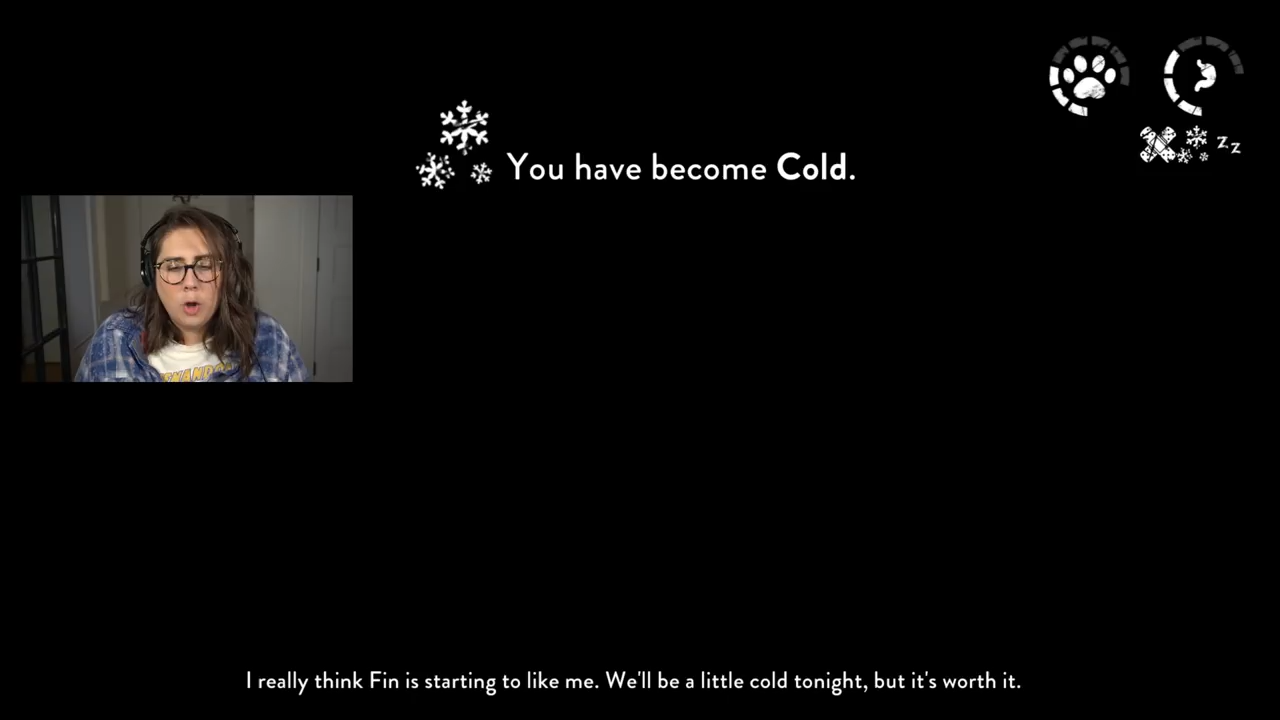 You have become Cold.
z z
I really think Fin is starting to like me. We'll be a little cold tonight, but it's worth it.